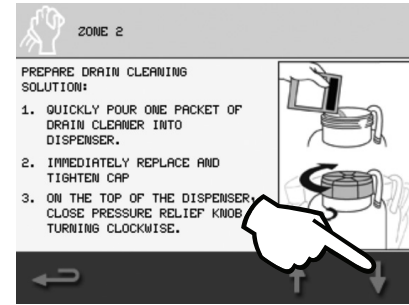 ZONE 2
PREPARE DRAIN CLEANING
SOLUTION:
1. QUICKLY POUR ONE PACKET OF
DRAIN CLEANER INTO
DISPENSER.
2. IMMEDIATELY REPLACE AND
TIGHTEN CAP
3. ON THE TOP OF THE DISPENSER,
CLOSE PRESSURE RELIEF KNOB
TURNING CLOCKWISE.